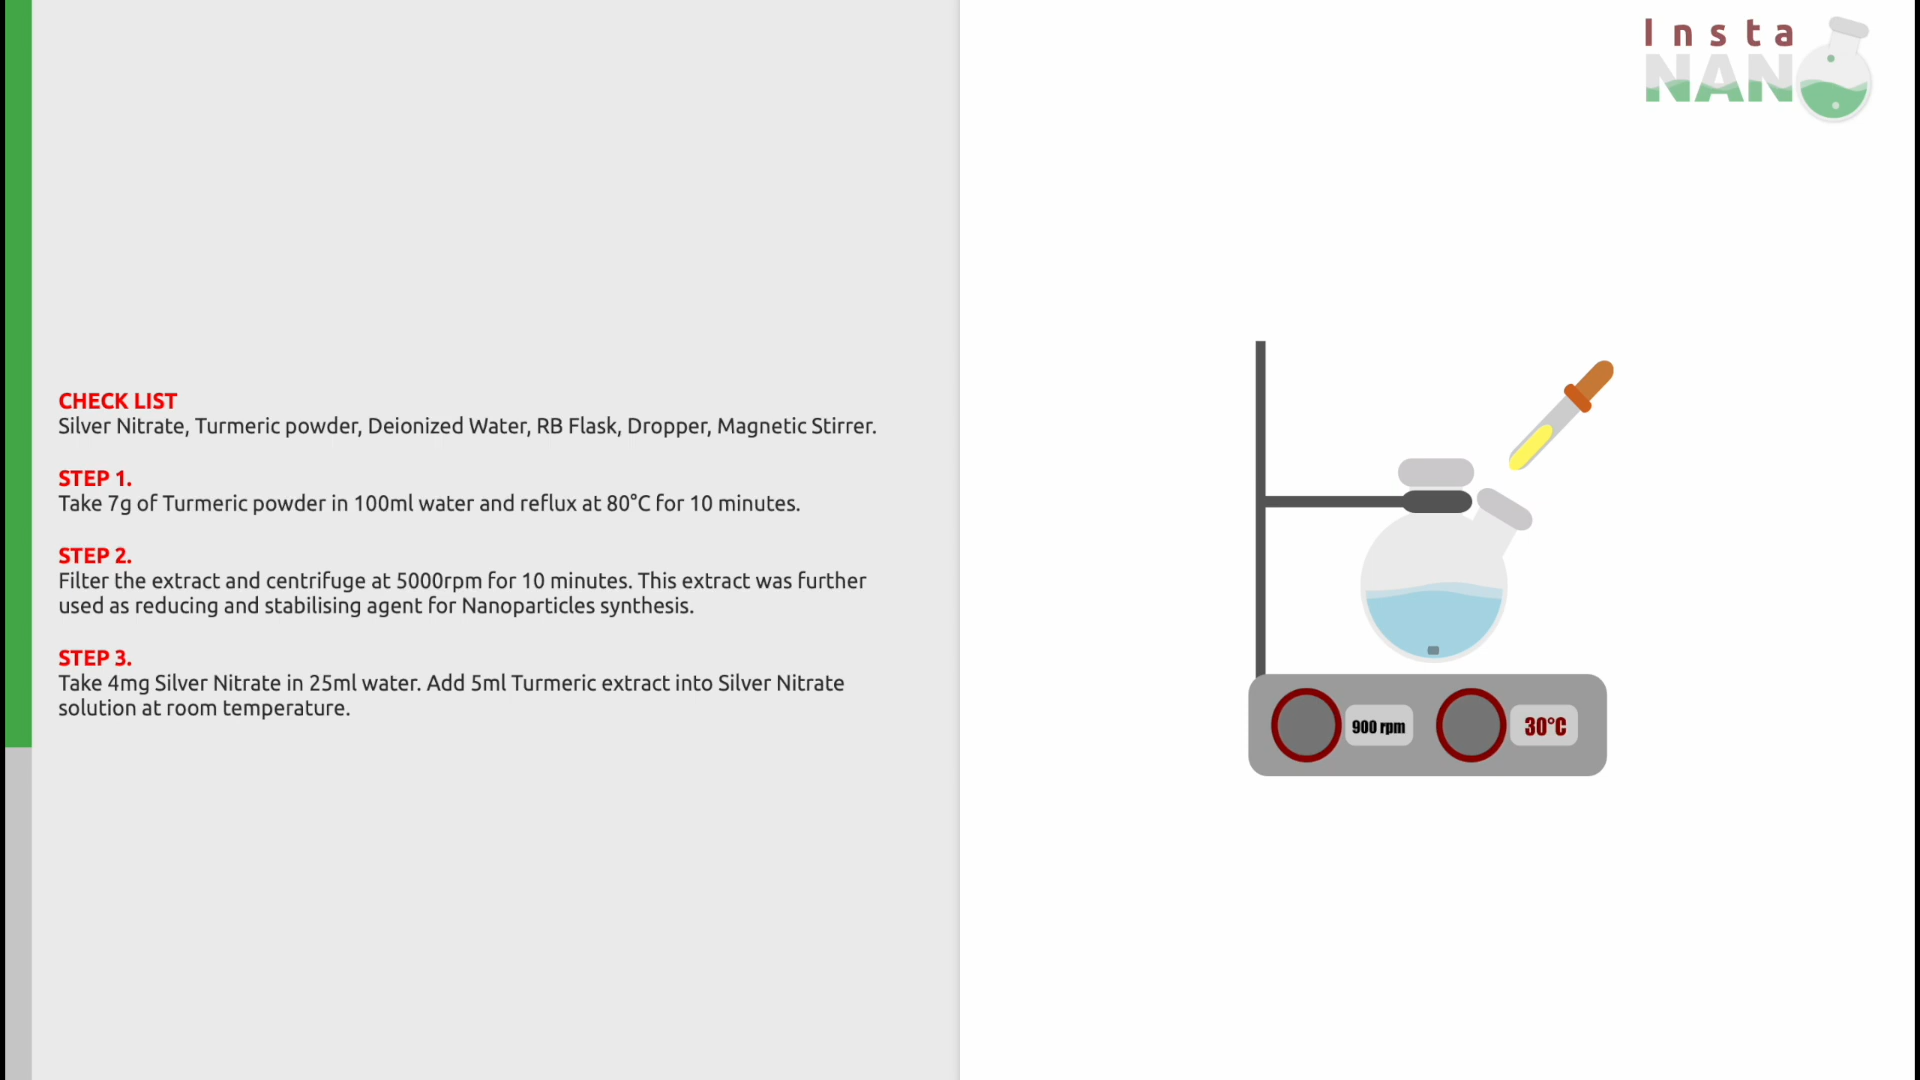 Insta
NANO
CHECK LIST
Silver Nitrate, Turmeric powder, Deionized Water, RB Flask, Dropper, Magnetic Stirrer.
STEP 1.
Take 7g of Turmeric powder in 100ml water and reflux at 80°C for 10 minutes.
STEP 2.
Filter the extract and centrifuge at 5000rpm for 10 minutes. This extract was further
used as reducing and stabilising agent for Nanoparticles synthesis.
STEP 3.
Take 4mg Silver Nitrate in 25ml water. Add 5ml Turmeric extract into Silver Nitrate
solution at room temperature.
900 rpm
30°C